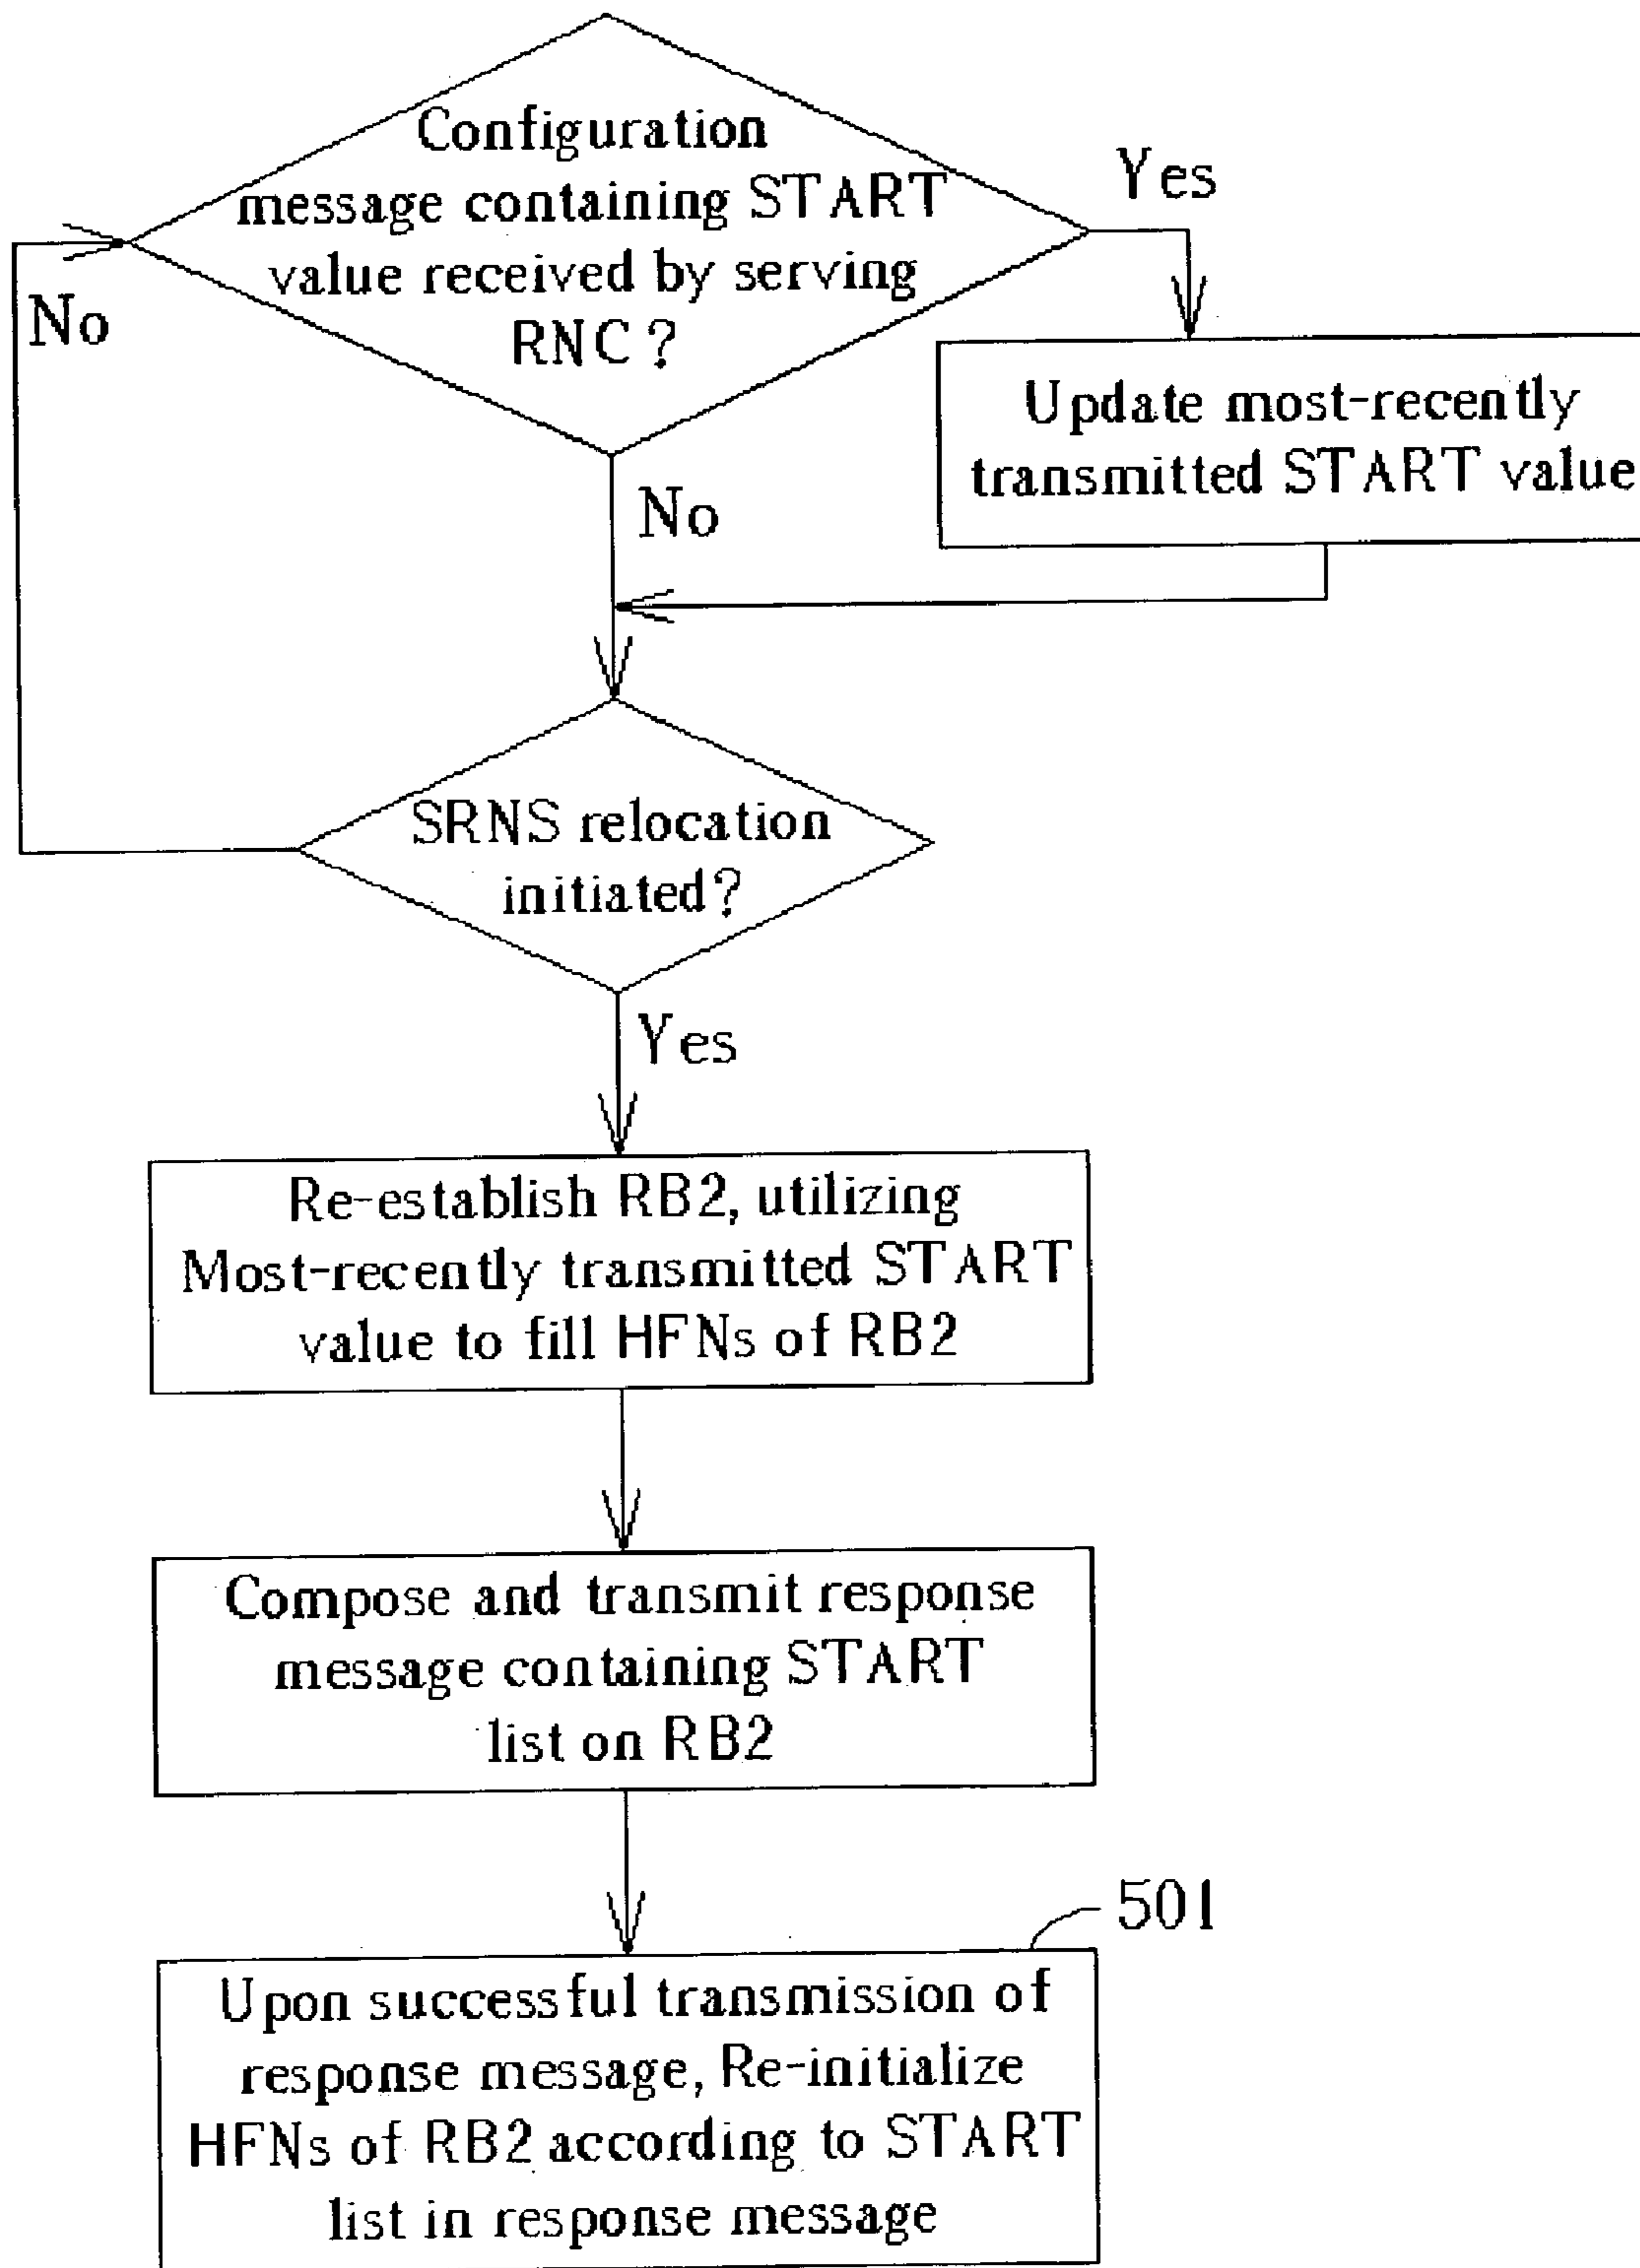 Configuration
message containing START
value received by serving
RNC?
Yes
No
Update most-recently
transmitted START value
No
SRNS relocation
initiated?
Yes
Re-establish RB2, utilizing
Most-recently transmitted START
value to fill HFNs of RB2
Compose and transmit response
message containing START
list on RB2
501
Upon successful transmission of
response message, Re-initialize
HFNs of RB2 according to START
list in response message